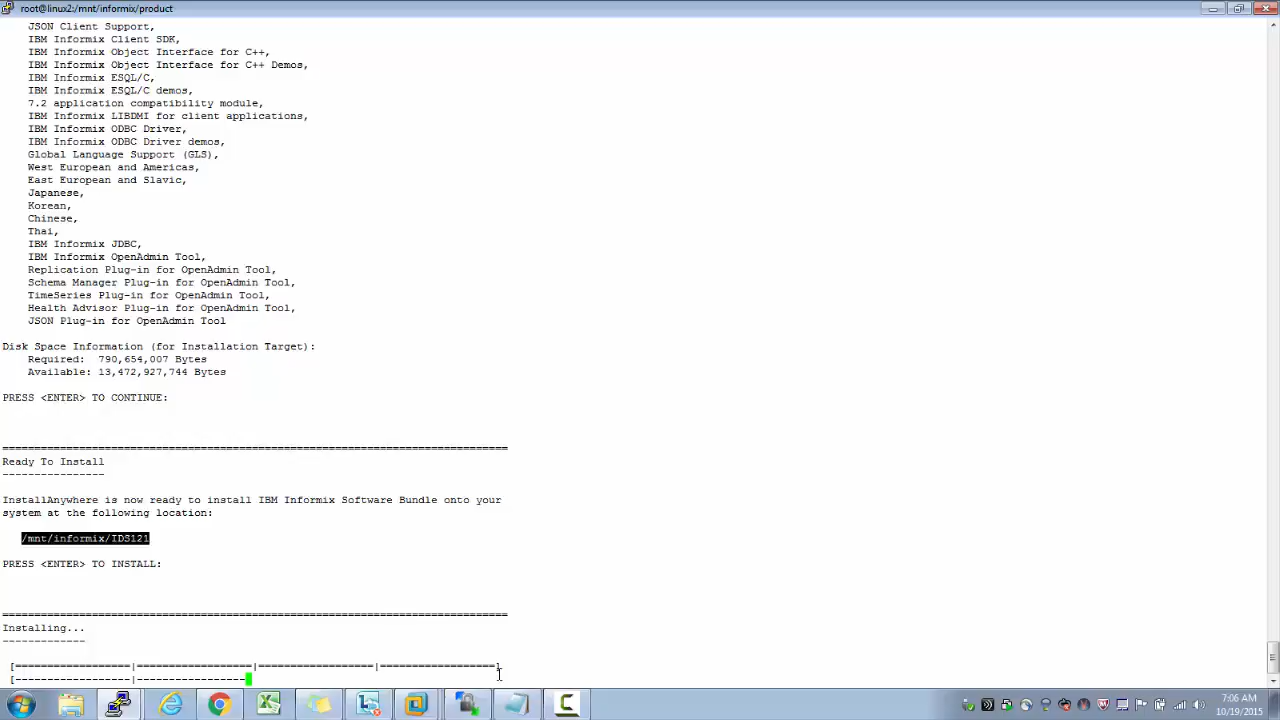 root@linux2:/mnt/informix/product
JSON Client Support,
IBM Informix Client SDK,
IBM Informix Object Interface for C++,
IBM Informix Object Interface for C++ Demos,
IBM Informix ESQL/C,
IBM Informix ESQL/C demos,
7.2 application compatibility module,
IBM Informix LIBDMI for client applications,
IBM Informix ODBC Driver,
IBM Informix ODBC Driver demos,
Global Language Support (GLS),
West European and Americas,
East European and Slavic,
Japanese,
Korean,
Chinese,
Thai,
IBM Informix JDBC,
IBM Informix OpenAdmin Tool,
Replication Plug-in for OpenAdmin Tool,
Schema Manager Plug-in for OpenAdmin Tool,
TimeSeries Plug-in for OpenAdmin Tool,
Health Advisor Plug-in for OpenAdmin Tool,
JSON Plug-in for OpenAdmin Tool
Disk Space Information (for Installation Target):
Required:  790,654,007 Bytes
Available: 13,472,927,744 Bytes
PRESS <ENTER> TO CONTINUE:
===============================================================================
Ready To Install
----------------
InstallAnywhere is now ready to install IBM Informix Software Bundle onto your
system at the following location:
/mnt/informix/IDS121
PRESS <ENTER> TO INSTALL:
===============================================================================
Installing...
-------------
[==================|==================|==================|==================]
[------------------|-----------------
7:06 AM
10/19/2015